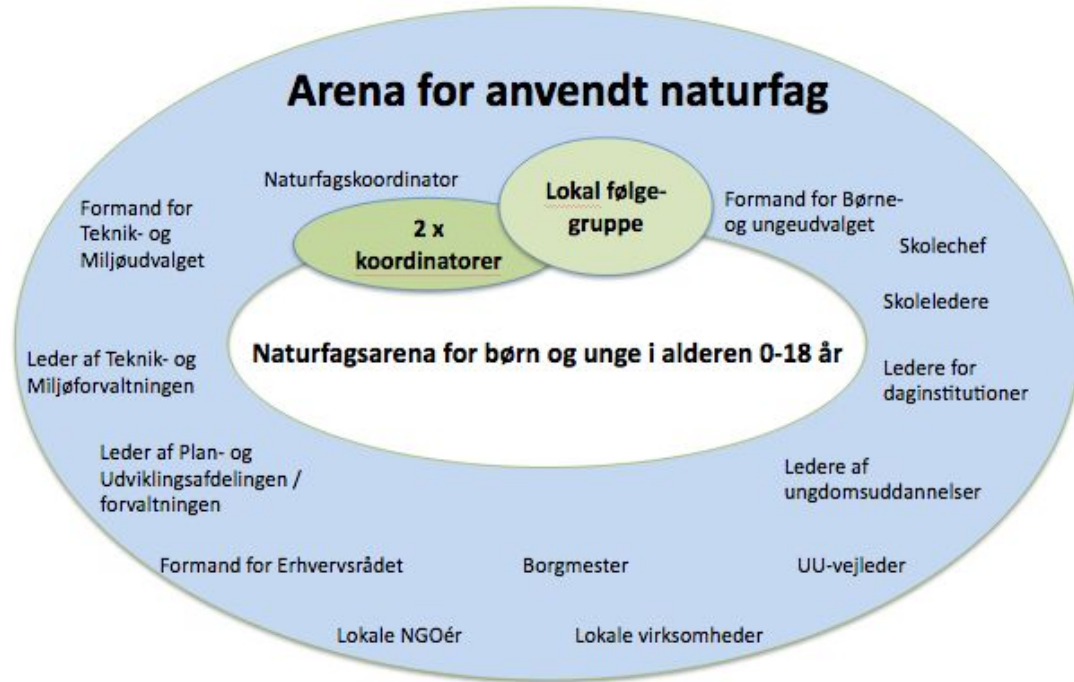 Arena for anvendt naturfag
Naturfagskoordinator
Lokal følge-
gruppe
2 x
koordinatorer
Formand for
Teknik- og
Miljøudvalget
Formand for Børne-
og ungeudvalget
Skolechef
Skoleledere
Naturfagsarena for børn og unge i alderen 0-18 år
Leder af Teknik- og
Miljøforvaltningen
Ledere for
daginstitutioner
Leder af Plan- og
Udviklingsafdelingen /
forvaltningen
Ledere af
ungdomsuddannelser
Formand for Erhvervsrådet
Borgmester
UU-vejleder
Lokale NGOér
Lokale virksomheder